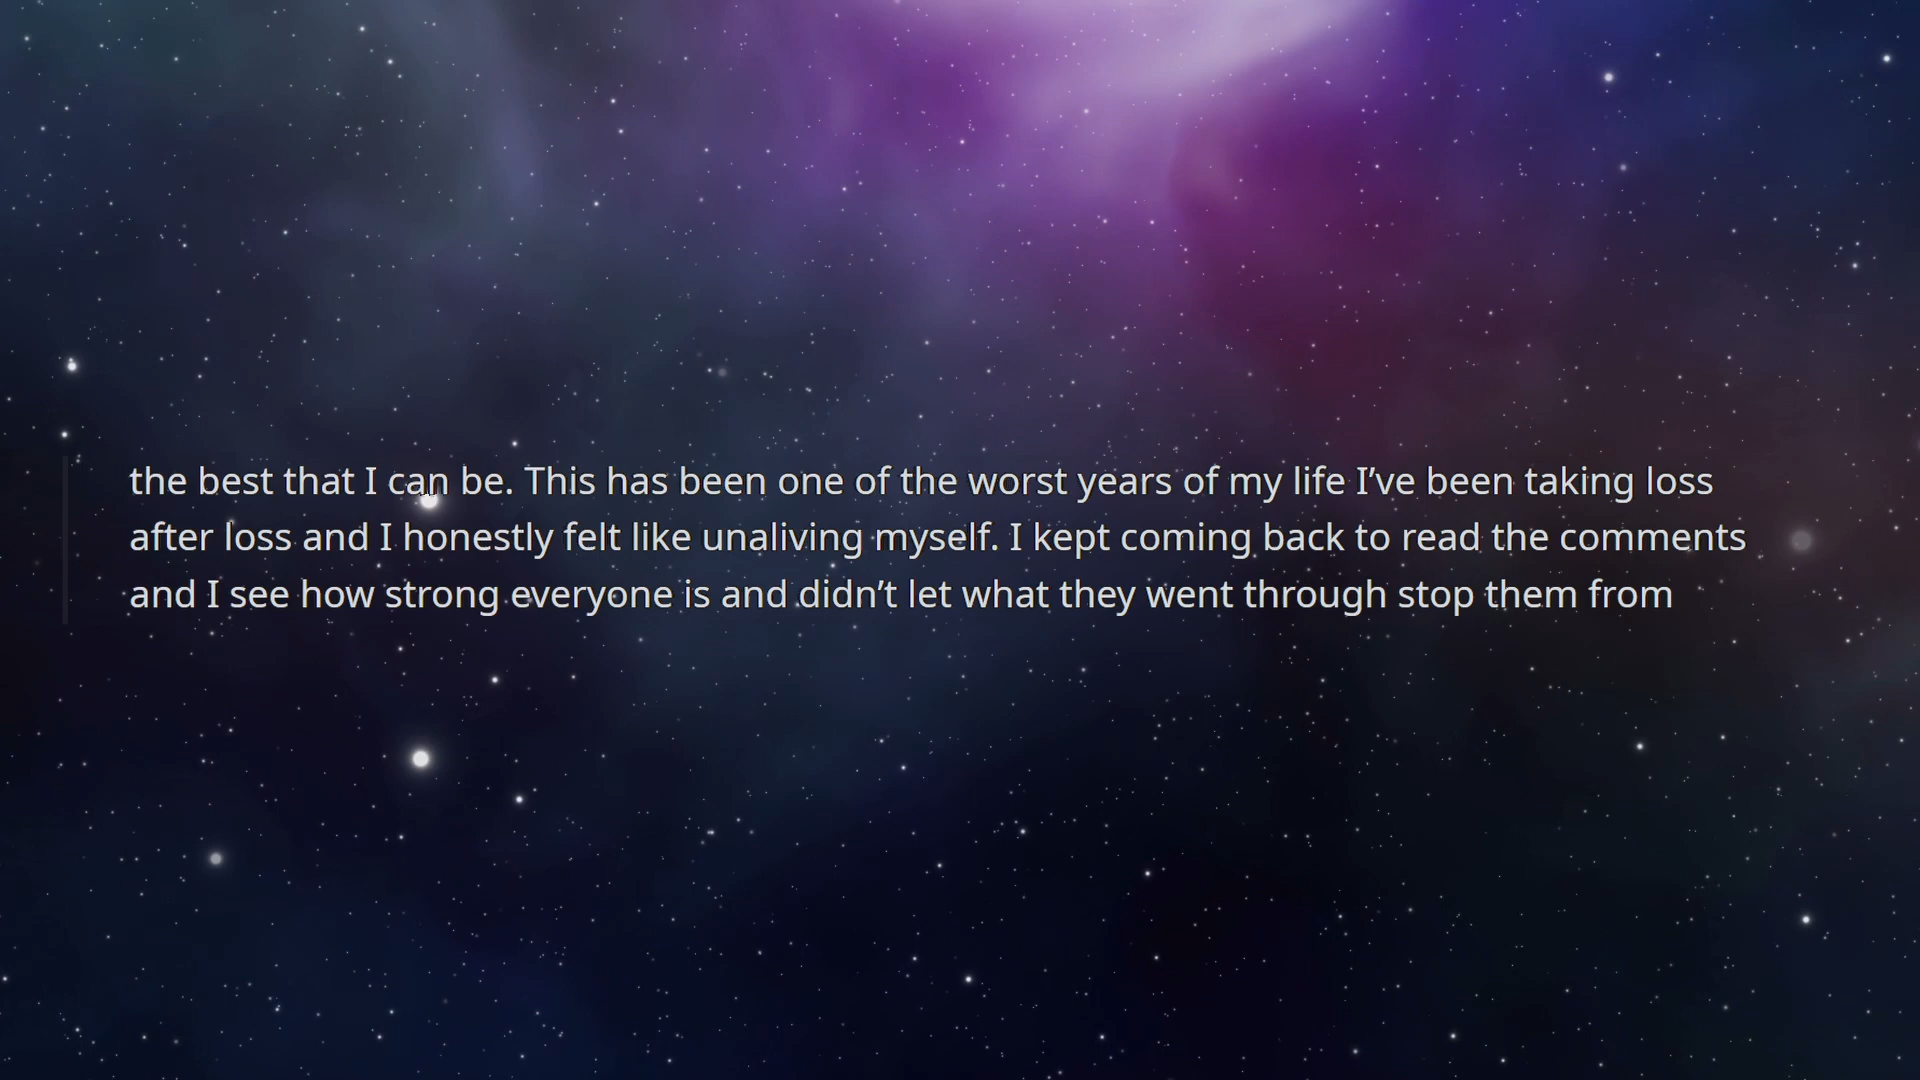 the best that I can be. This has been one of the worst years of my life I’ve been taking loss
after loss and I honestly felt like unaliving myself. I kept coming back to read the comments
and I see how strong everyone is and didn’t let what they went through stop them from